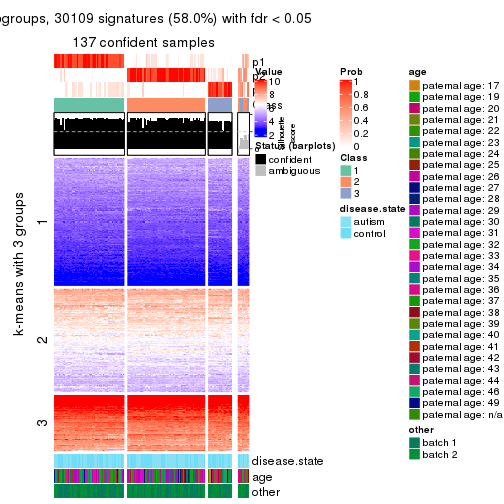 ogroups, 30109 signatures (58.0%) with fdr < 0.05
137 confident samples
p1
p2
k-means with 3 groups
1
2
3
disease.state
age
other
Value
10
8
6
4
2
Silhouette
score
Status (barplots)
confident
ambiguous
Prob
1
0.8
0.6
0.4
0.2
0
Class
1
2
3
disease.state
autism
control
age
paternal age: 17
paternal age: 19
paternal age: 20
paternal age: 21
paternal age: 22
paternal age: 23
paternal age: 24
paternal age: 25
paternal age: 26
paternal age: 27
paternal age: 28
paternal age: 29
paternal age: 30
paternal age: 31
paternal age: 32
paternal age: 33
paternal age: 34
paternal age: 35
paternal age: 36
paternal age: 37
paternal age: 38
paternal age: 39
paternal age: 40
paternal age: 41
paternal age: 42
paternal age: 43
paternal age: 44
paternal age: 46
paternal age: 49
paternal age: n/a
other
batch 1
batch 2